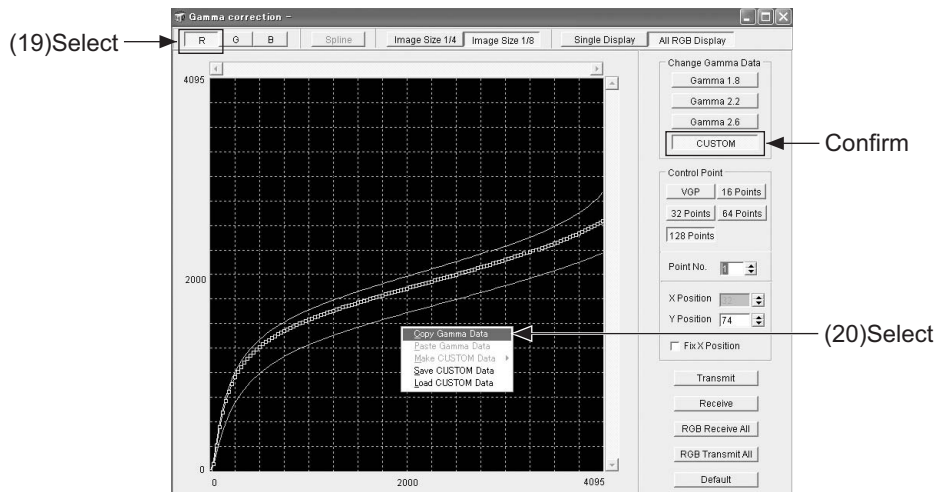 Gamma correction -
(19)Select
R G B Spline Image Size 1/4 Image Size 1/8 Single Display All RGB Display
Change Gamma Data
4095
Gamma 1.8
Gamma 2.2
Gamma 2.6
CUSTOM
Confirm
Control Point
VGP 16 Points
32 Points 64 Points
128 Points
Point No. 1
2000
X Position 32
Y Position 74
Copy Gamma Data
(20)Select
Paste Gamma Data
Fix X Position
Make CUSTOM Data
Save CUSTOM Data
Load CUSTOM Data
Transmit
Receive
RGB Receive All
RGB Transmit All
0
Default
0 2000 4095